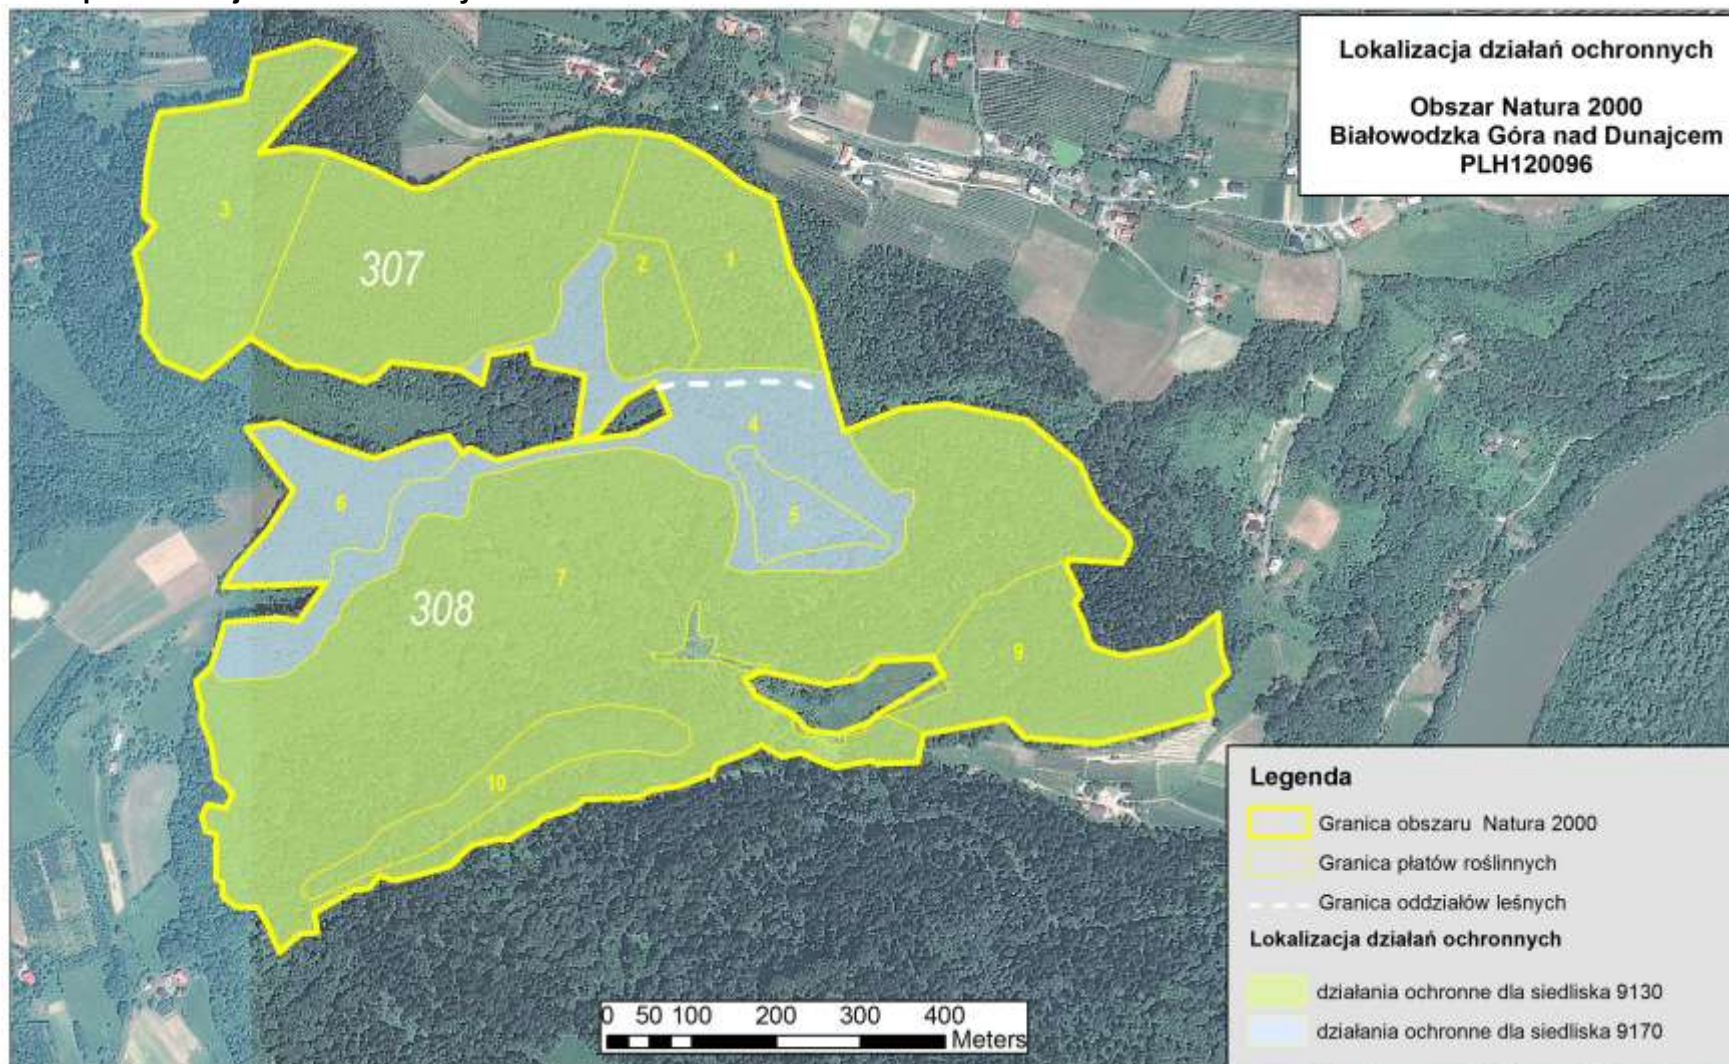 Lokalizacja działań ochronnych
Obszar Natura 2000
Białowodzka Góra nad Dunajcem
PLH120096
3
307
2
1
4
6
5
7
308
9
10
Legenda
Granica obszaru Natura 2000
Granica płatów roślinnych
Granica oddziałów leśnych
Lokalizacja działań ochronnych
działania ochronne dla siedliska 9130
działania ochronne dla siedliska 9170
0 50 100 200 300 400
Meters